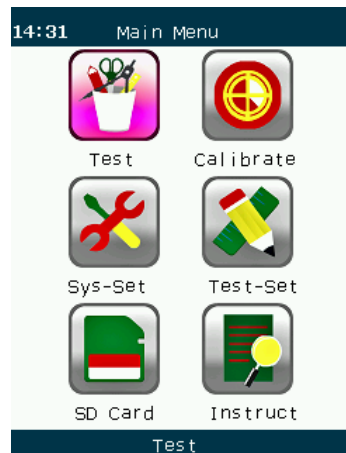 14:31 Main Menu
Test Calibrate
Sys-Set Test-Set
SD Card Instruct
Test